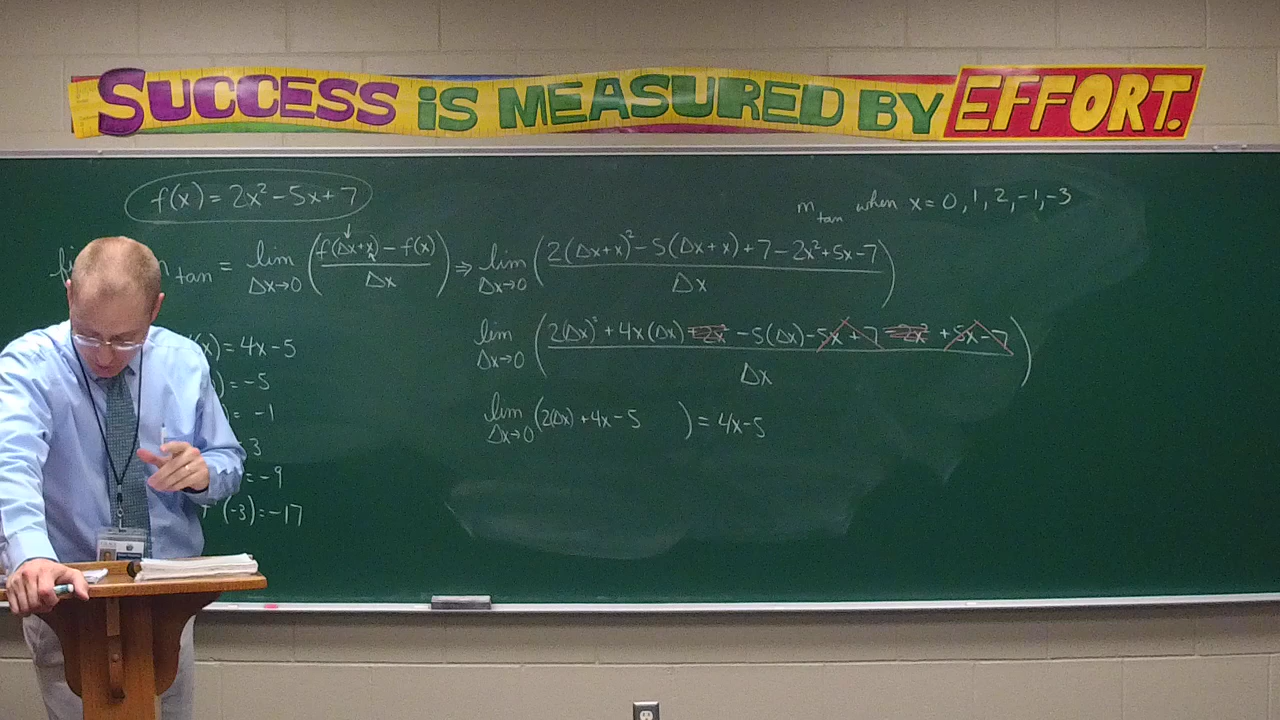 SUCCESS IS MEASURED BY EFFORT.
f(x) = 2x² - 5x + 7
m tan when x = 0, 1, 2, -1, -3
tan = lim Δx→0 ( f(Δx+x) - f(x) / Δx ) ⇒ lim Δx→0 ( 2(Δx+x)² - 5(Δx+x) + 7 - 2x² + 5x - 7 / Δx )
lim Δx→0 ( 2(Δx)² + 4x(Δx) + 2x² - 5(Δx) - 5x + 7 - 2x² + 5x - 7 / Δx )
lim Δx→0 ( 2(Δx) + 4x - 5 ) = 4x - 5
(x) = 4x - 5
) = -5
) = -1
3
= -9
(-3) = -17